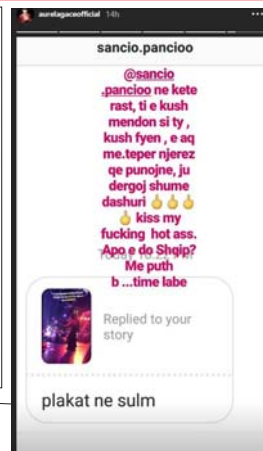 aurelagaceofficial 14h
sancio.pancioo
@sancio
.pancioo ne kete
rast, ti e kush
mendon si ty ,
kush fyen , e aq
me.teper njerez
qe punojne, ju
dergoj shume
dashuri 🖕🖕🖕
🖕 kiss my
fucking hot ass.
Apo e do Shqip?
Me puth
b ...time labe
Replied to your
story
plakat ne sulm